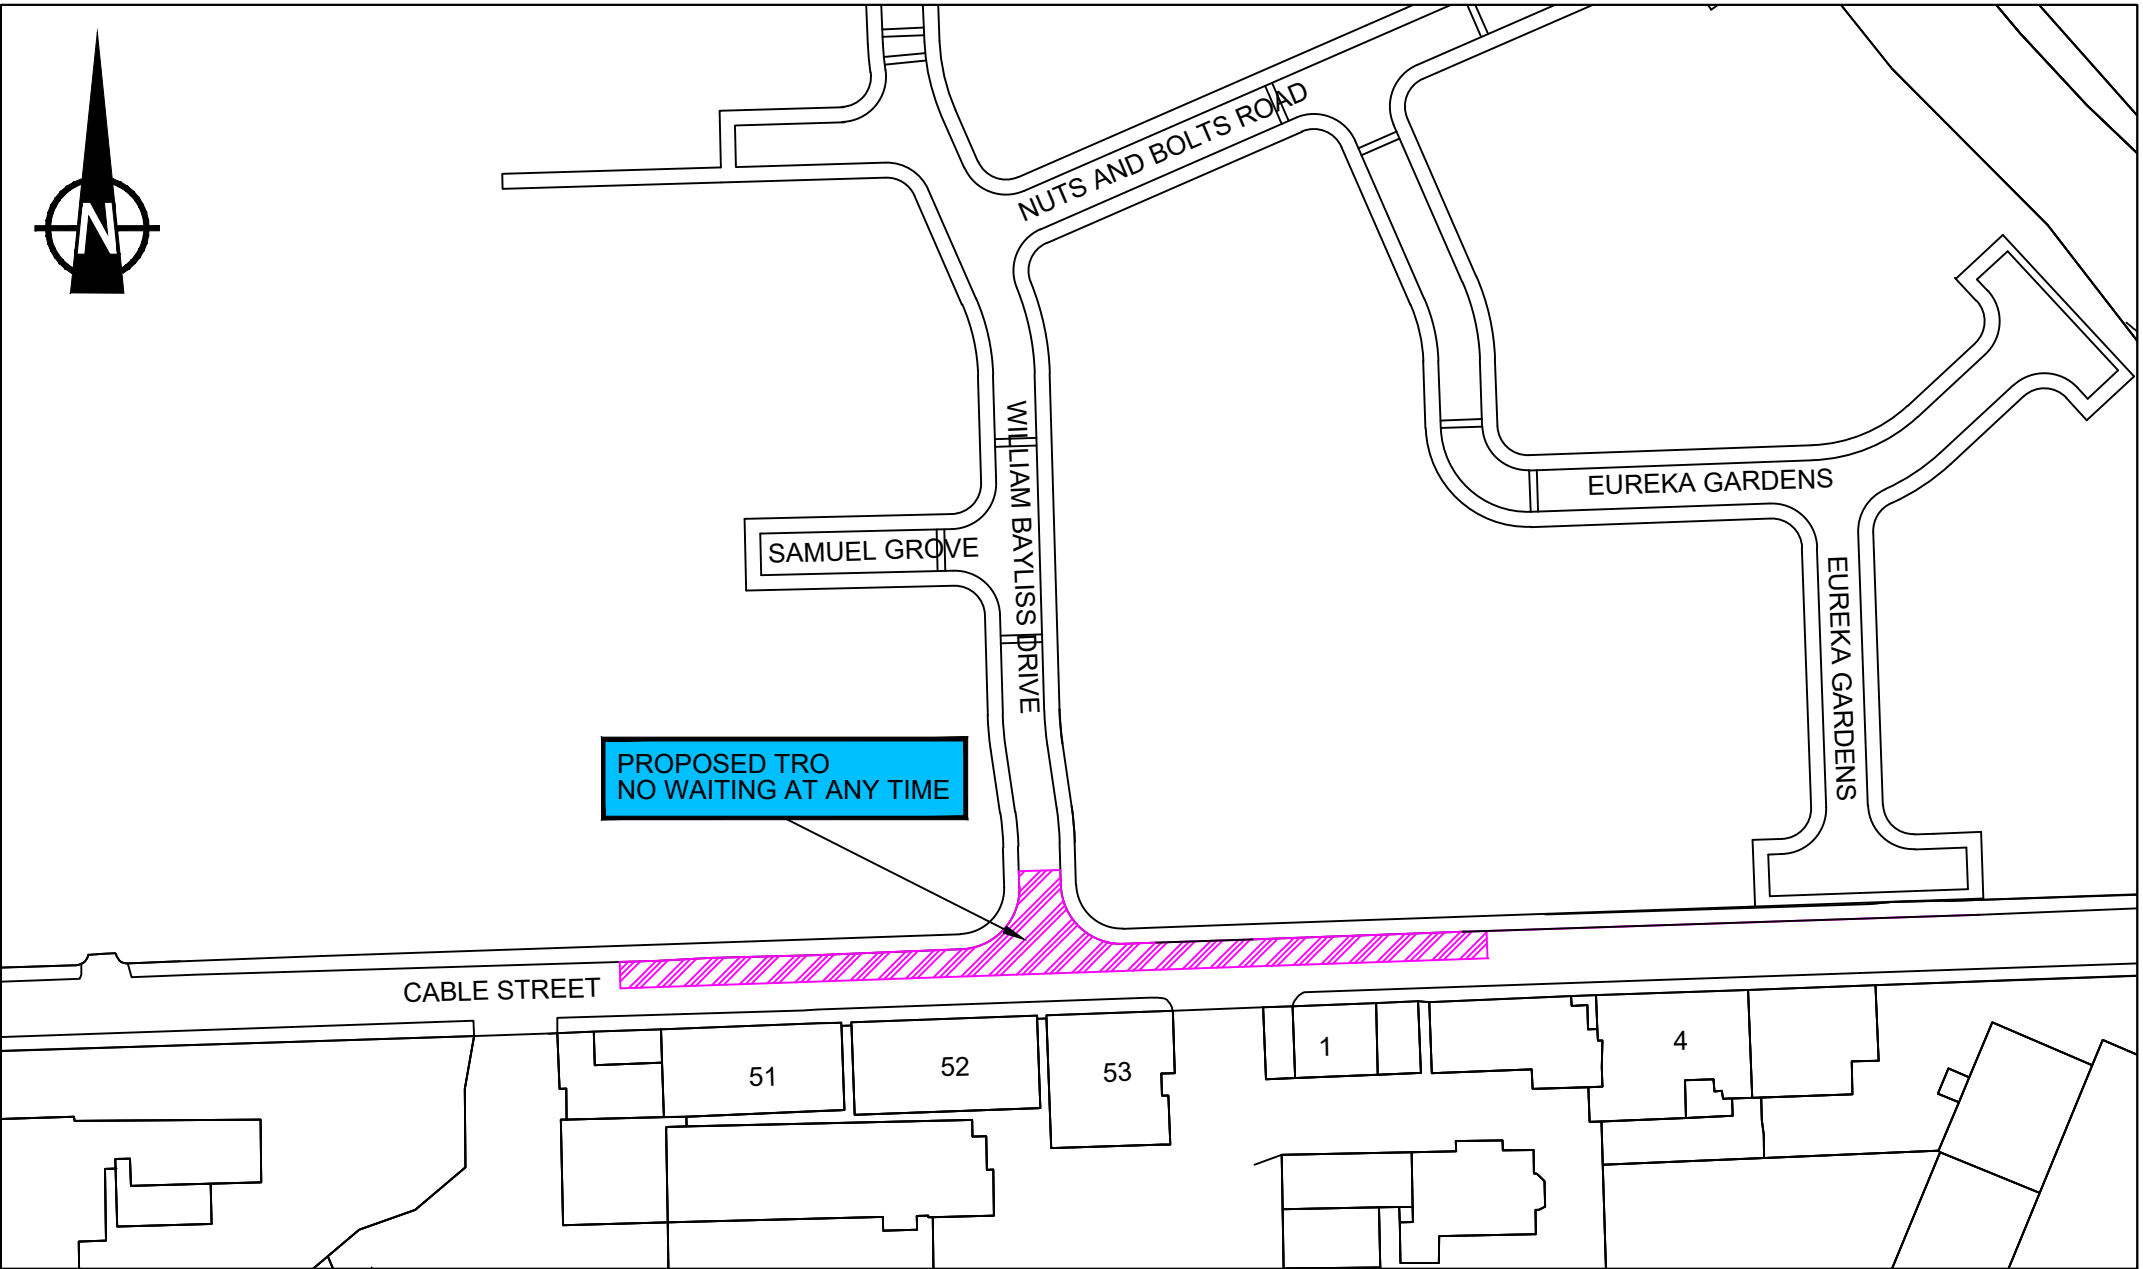 N
NUTS AND BOLTS ROAD
WILLIAM BAYLISS DRIVE
EUREKA GARDENS
SAMUEL GROVE
EUREKA GARDENS
PROPOSED TRO
NO WAITING AT ANY TIME
CABLE STREET
51
52
53
1
4